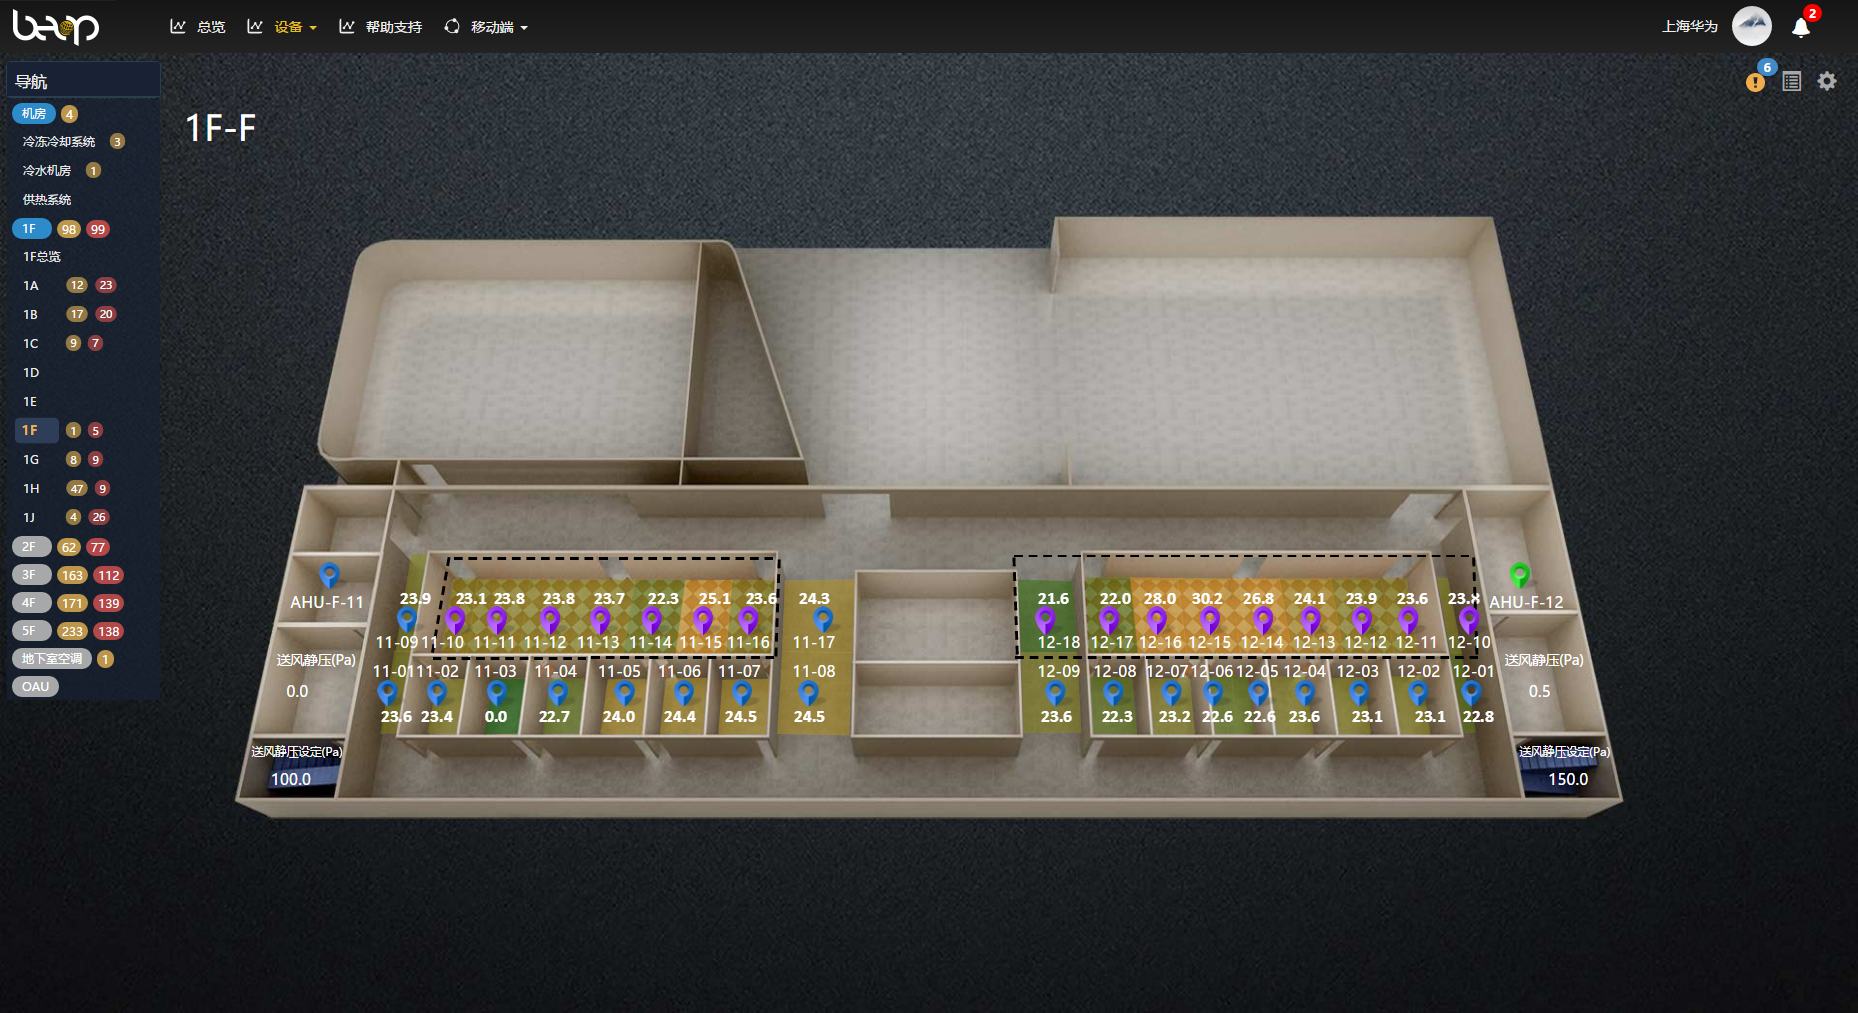 beop
总览
设备
帮助支持
移动端
上海华为
2
6
导航
机房 4
冷冻冷却系统 3
冷水机房 1
供热系统
1F 98 99
1F总览
1A 12 23
1B 17 20
1C 9 7
1D
1E
1F 1 5
1G 8 9
1H 47 9
1J 4 26
2F 62 77
3F 163 112
4F 171 139
5F 233 138
地下室空调 1
OAU
1F-F
AHU-F-11
AHU-F-12
23.9 23.1 23.8 23.8 23.7 22.3 25.1 23.6 24.3 21.6 22.0 28.0 30.2 26.8 24.1 23.9 23.6 23.8
11-09 11-10 11-11 11-12 11-13 11-14 11-15 11-16 11-17 12-18 12-17 12-16 12-15 12-14 12-13 12-12 12-11 12-10
11-01 11-02 11-03 11-04 11-05 11-06 11-07 11-08 12-09 12-08 12-07 12-06 12-05 12-04 12-03 12-02 12-01
23.6 23.4 0.0 22.7 24.0 24.4 24.5 24.5 23.6 22.3 23.2 22.6 22.6 23.6 23.1 23.1 22.8
送风静压(Pa)
0.0
送风静压(Pa)
0.5
送风静压设定(Pa)
100.0
送风静压设定(Pa)
150.0